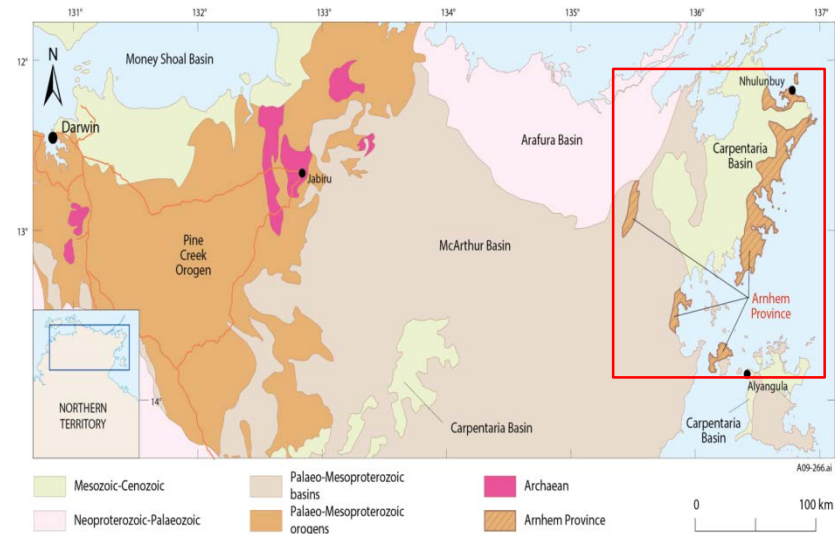 131°
132°
133°
134°
135°
136°
137°
12°
N
Money Shoal Basin
Nhulunbuy
Darwin
Arafura Basin
Carpentaria
Basin
Jabiru
13°
Pine
Creek
Orogen
McArthur Basin
Arnhem
Province
Alyangula
NORTHERN
TERRITORY
14°
Carpentaria Basin
Carpentaria
Basin
A09-266.ai
Mesozoic-Cenozoic
Palaeo-Mesoproterozoic
basins
Archaean
Neoproterozoic-Palaeozoic
Palaeo-Mesoproterozoic
orogens
Arnhem Province
0
100 km